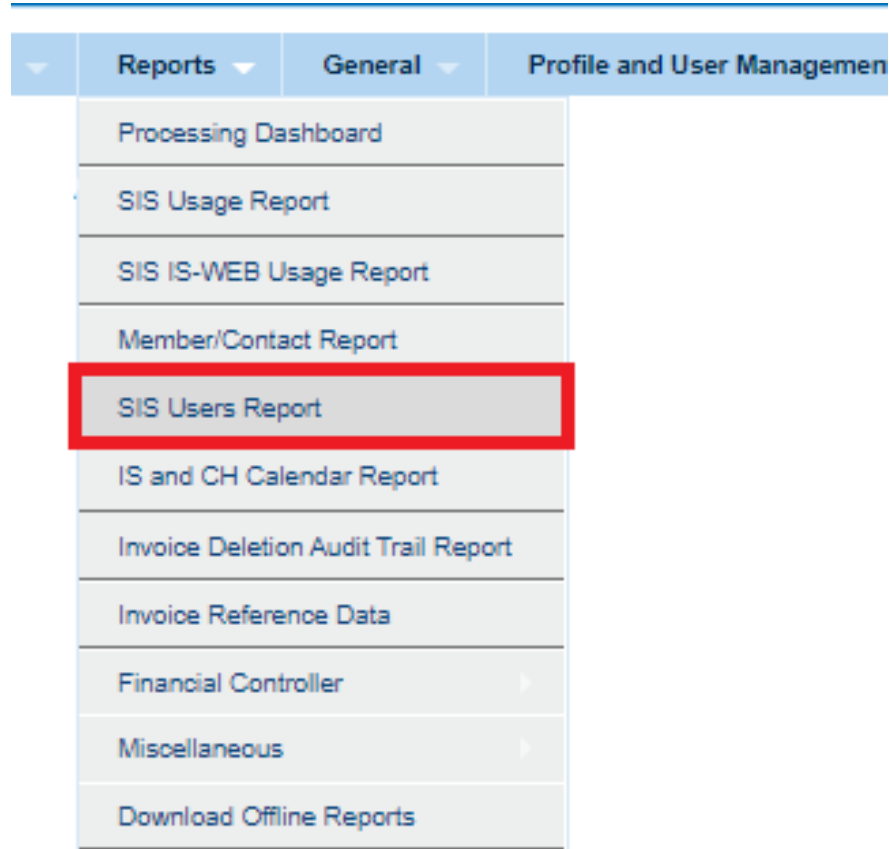 Reports General Profile and User Managemen
Processing Dashboard
SIS Usage Report
SIS IS-WEB Usage Report
Member/Contact Report
SIS Users Report
IS and CH Calendar Report
Invoice Deletion Audit Trail Report
Invoice Reference Data
Financial Controller
Miscellaneous
Download Offline Reports